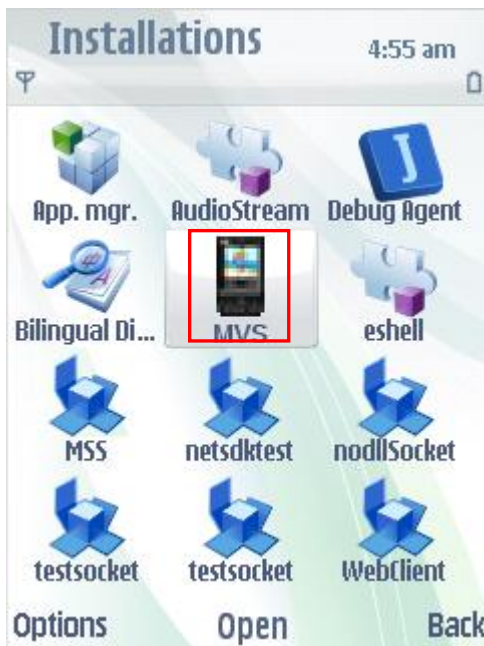 Installations
4:55 am
App. mgr. AudioStream Debug Agent
Bilingual Di... MVS eshell
MSS netsdktest nodllSocket
testsocket testsocket WebClient
Options Open Back